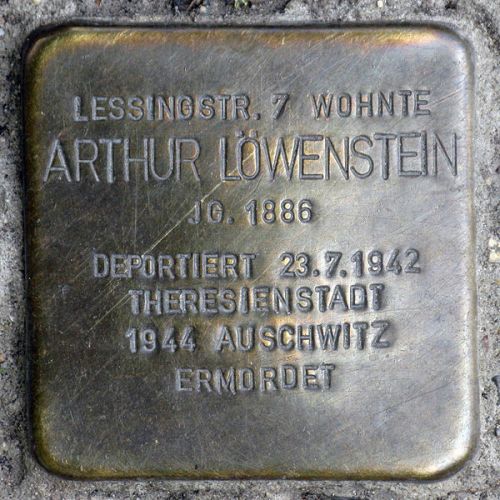 LESSINGSTR. 7 WOHNTE
ARTHUR LÖWENSTEIN
JG. 1886
DEPORTIERT 23.7.1942
THERESIENSTADT
1944 AUSCHWITZ
ERMORDET